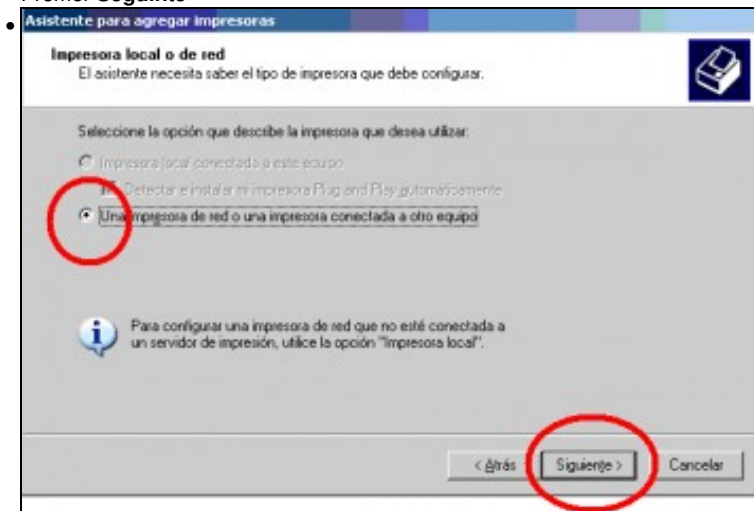 Premer Seguinte
Asistente para agregar impresoras
Impresora local o de red
El asistente necesita saber el tipo de impresora que debe configurar.
Seleccione la opción que describe la impresora que desea utilizar:
Impresora local conectada a este equipo
Detectar e instalar mi impresora Plug and Play automáticamente
Una impresora de red o una impresora conectada a otro equipo
Para configurar una impresora de red que no esté conectada a
un servidor de impresión, utilice la opción "Impresora local".
< Atrás Siguiente > Cancelar